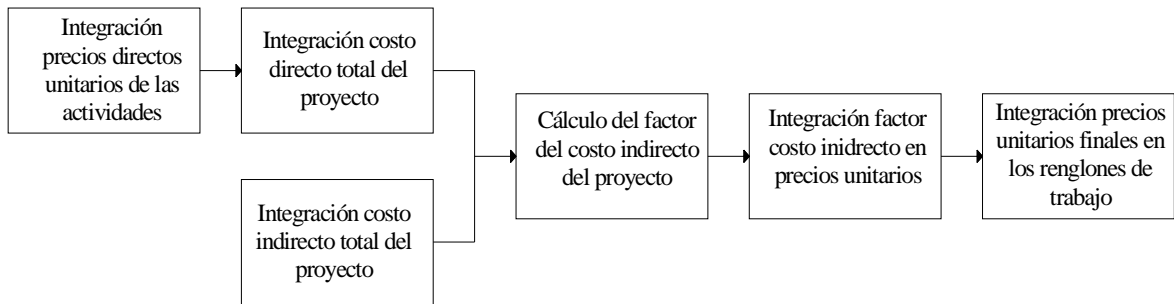 Integración
precios directos
unitarios de las
actividades
Integración costo
directo total del
proyecto
Integración costo
indirecto total del
proyecto
Cálculo del factor
del costo indirecto
del proyecto
Integración factor
costo inidrecto en
precios unitarios
Integración precios
unitarios finales en
los renglones de
trabajo